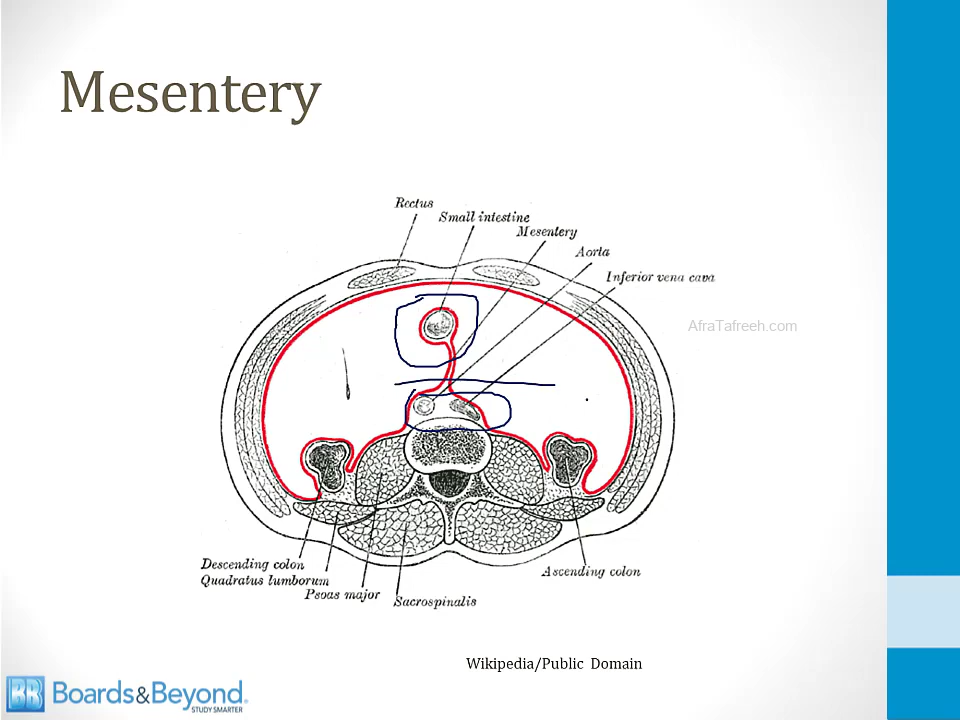 Mesentery
Rectus
Small intestine
Mesentery
Aorta
Inferior vena cava
AfraTafreeh.com
Descending colon
Quadratus lumborum
Psoas major
Sacrospinalis
Ascending colon
Wikipedia/Public Domain
BB Boards&Beyond.
STUDY SMARTER